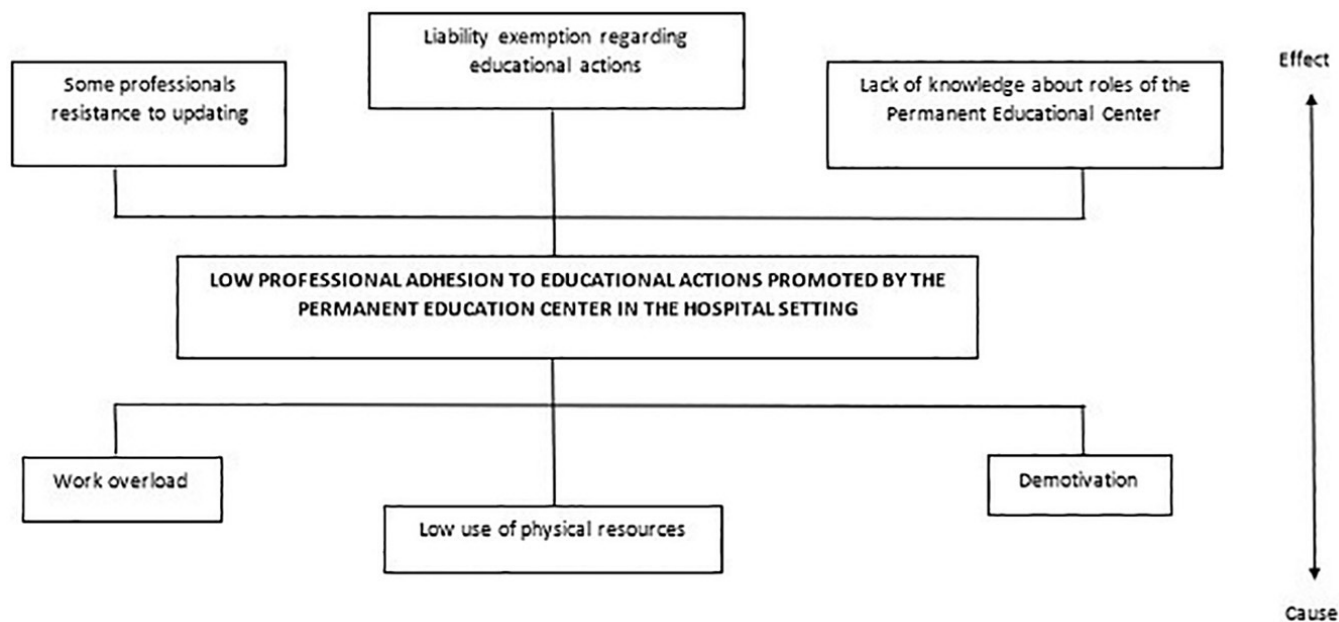 Liability exemption regarding
educational actions
Some professionals
resistance to updating
Lack of knowledge about roles of the
Permanent Educational Center
Effect
LOW PROFESSIONAL ADHESION TO EDUCATIONAL ACTIONS PROMOTED BY THE
PERMANENT EDUCATION CENTER IN THE HOSPITAL SETTING
Work overload
Low use of physical resources
Demotivation
Cause